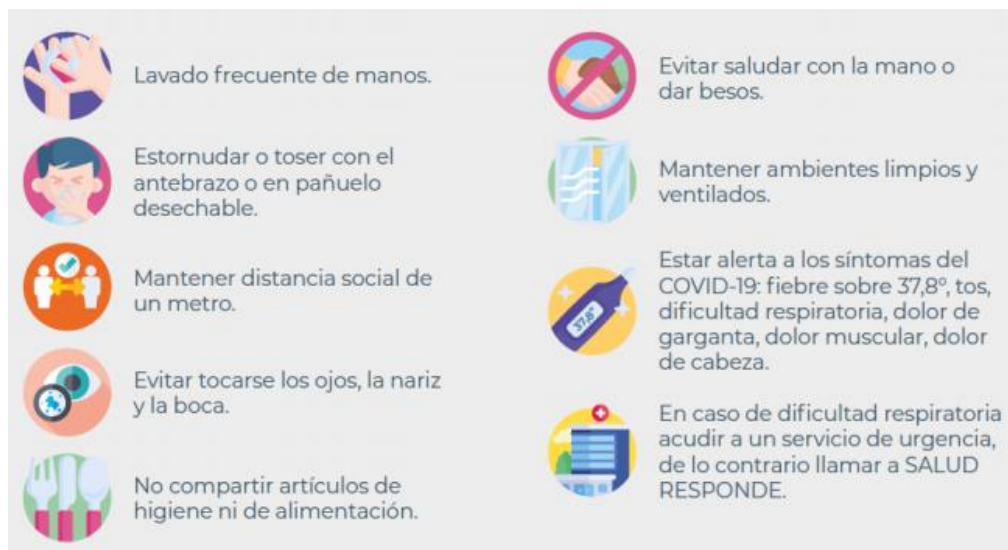 Lavado frecuente de manos.
Estornudar o toser con el
antebrazo o en pañuelo
desechable.
Mantener distancia social de
un metro.
Evitar tocarse los ojos, la nariz
y la boca.
No compartir artículos de
higiene ni de alimentación.
Evitar saludar con la mano o
dar besos.
Mantener ambientes limpios y
ventilados.
37,8°
Estar alerta a los síntomas del
COVID-19: fiebre sobre 37,8°, tos,
dificultad respiratoria, dolor de
garganta, dolor muscular, dolor
de cabeza.
En caso de dificultad respiratoria
acudir a un servicio de urgencia,
de lo contrario llamar a SALUD
RESPONDE.